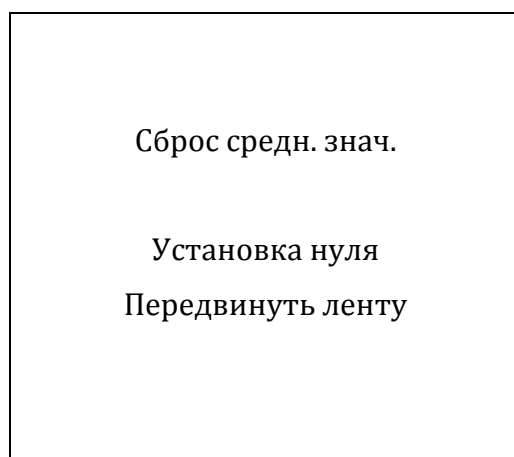 Сброс средн. знач.
Установка нуля
Передвинуть ленту